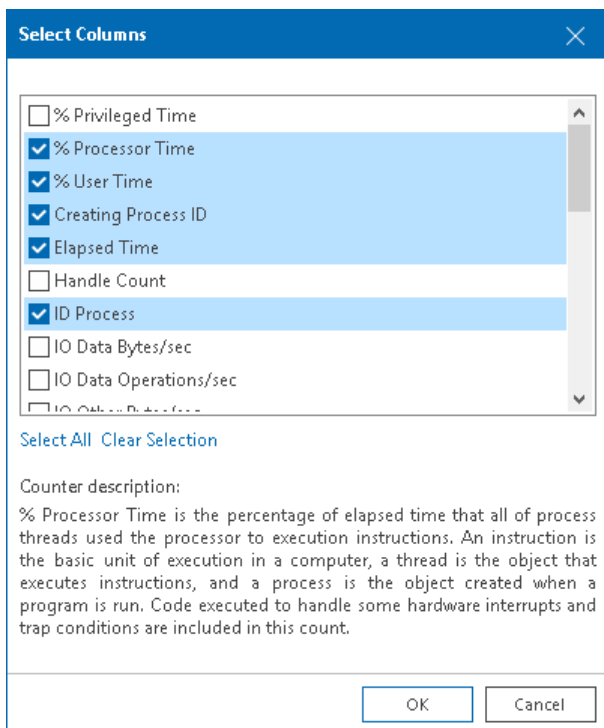 Select Columns
% Privileged Time
% Processor Time
% User Time
Creating Process ID
Elapsed Time
Handle Count
ID Process
IO Data Bytes/sec
IO Data Operations/sec
IO Other Bytes/sec
Select All Clear Selection
Counter description:
% Processor Time is the percentage of elapsed time that all of process
threads used the processor to execution instructions. An instruction is
the basic unit of execution in a computer, a thread is the object that
executes instructions, and a process is the object created when a
program is run. Code executed to handle some hardware interrupts and
trap conditions are included in this count.
OK Cancel